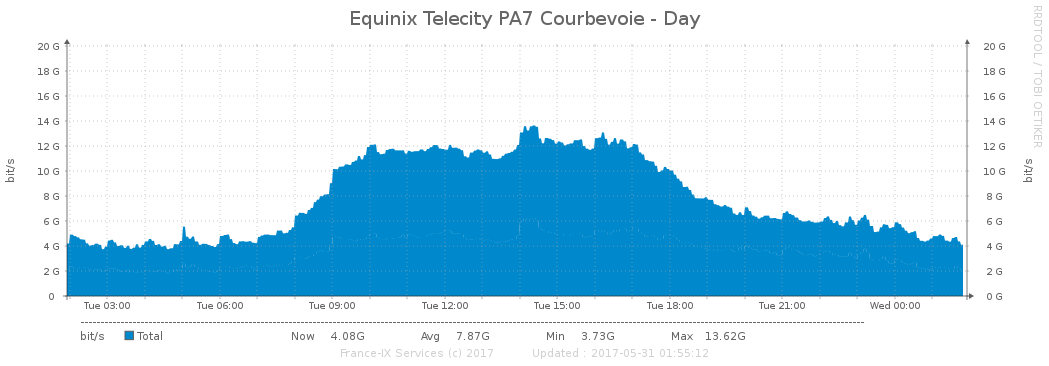 Equinix Telecity PA7 Courbevoie - Day
RRDTOOL / TOBI OETIKER
20 G 20 G
18 G 18 G
16 G 16 G
14 G 14 G
12 G 12 G
10 G 10 G
8 G 8 G
6 G 6 G
4 G 4 G
2 G 2 G
0 0 G
bit/s
bit/s
Tue 03:00 Tue 06:00 Tue 09:00 Tue 12:00 Tue 15:00 Tue 18:00 Tue 21:00 Wed 00:00
bit/s Total Now 4.08G Avg 7.87G Min 3.73G Max 13.62G
France-IX Services (c) 2017 Updated : 2017-05-31 01:55:12